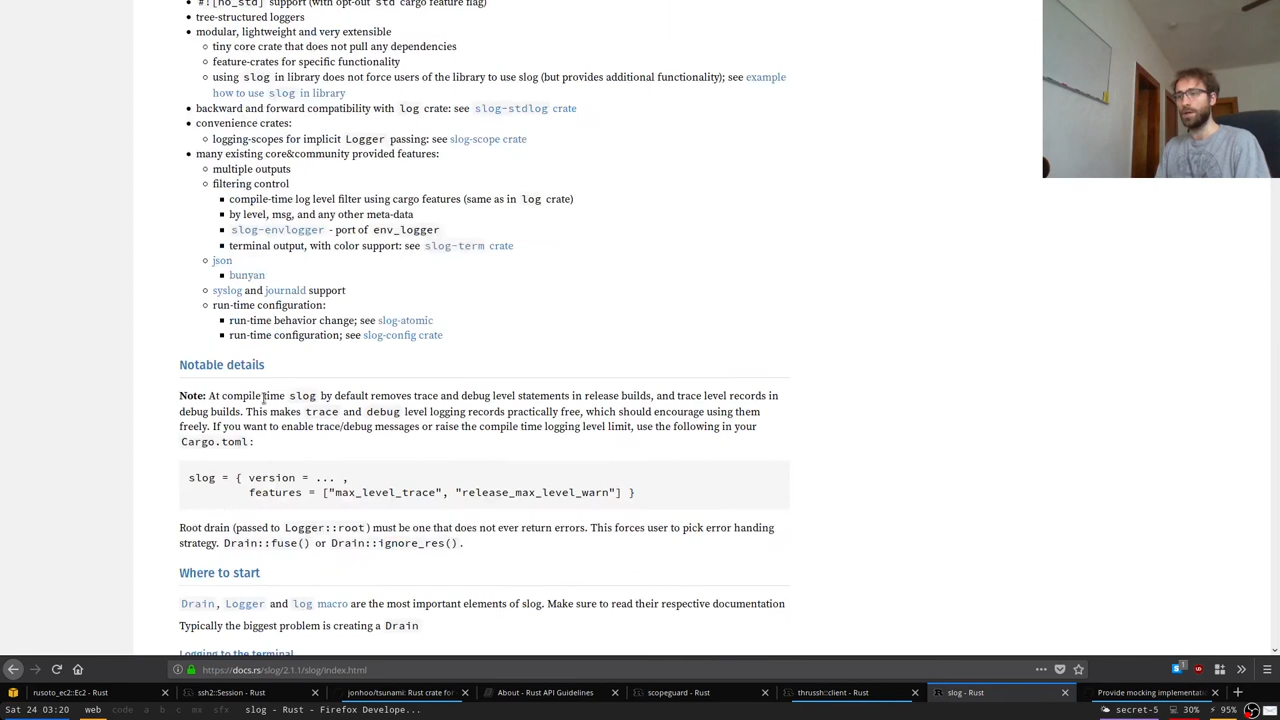 #![no_std] support (with opt-out std cargo feature flag)
tree-structured loggers
modular, lightweight and very extensible
tiny core crate that does not pull any dependencies
feature-crates for specific functionality
using slog in library does not force users of the library to use slog (but provides additional functionality); see example
how to use slog in library
backward and forward compatibility with log crate: see slog-stdlog crate
convenience crates:
logging-scopes for implicit Logger passing: see slog-scope crate
many existing core&community provided features:
multiple outputs
filtering control
compile-time log level filter using cargo features (same as in log crate)
by level, msg, and any other meta-data
slog-envlogger - port of env_logger
terminal output, with color support: see slog-term crate
json
bunyan
syslog and journald support
run-time configuration:
run-time behavior change; see slog-atomic
run-time configuration; see slog-config crate
Notable details
Note: At compile time slog by default removes trace and debug level statements in release builds, and trace level records in
debug builds. This makes trace and debug level logging records practically free, which should encourage using them
freely. If you want to enable trace/debug messages or raise the compile time logging level limit, use the following in your
Cargo.toml:
slog = { version = ... ,
features = ["max_level_trace", "release_max_level_warn"] }
Root drain (passed to Logger::root) must be one that does not ever return errors. This forces user to pick error handing
strategy. Drain::fuse() or Drain::ignore_res().
Where to start
Drain, Logger and log macro are the most important elements of slog. Make sure to read their respective documentation
Typically the biggest problem is creating a Drain
Logging to the terminal
https://docs.rs/slog/2.1.1/slog/index.html
rusoto_ec2::Ec2 - Rust
ssh2::Session - Rust
jonhoo/tsunami: Rust crate for
About - Rust API Guidelines
scopeguard - Rust
thrussh::client - Rust
slog - Rust
Provide mocking implementati
Sat 24 03:20 web code a b c mx sfx slog - Rust - Firefox Develope... secret-5 30% 95%